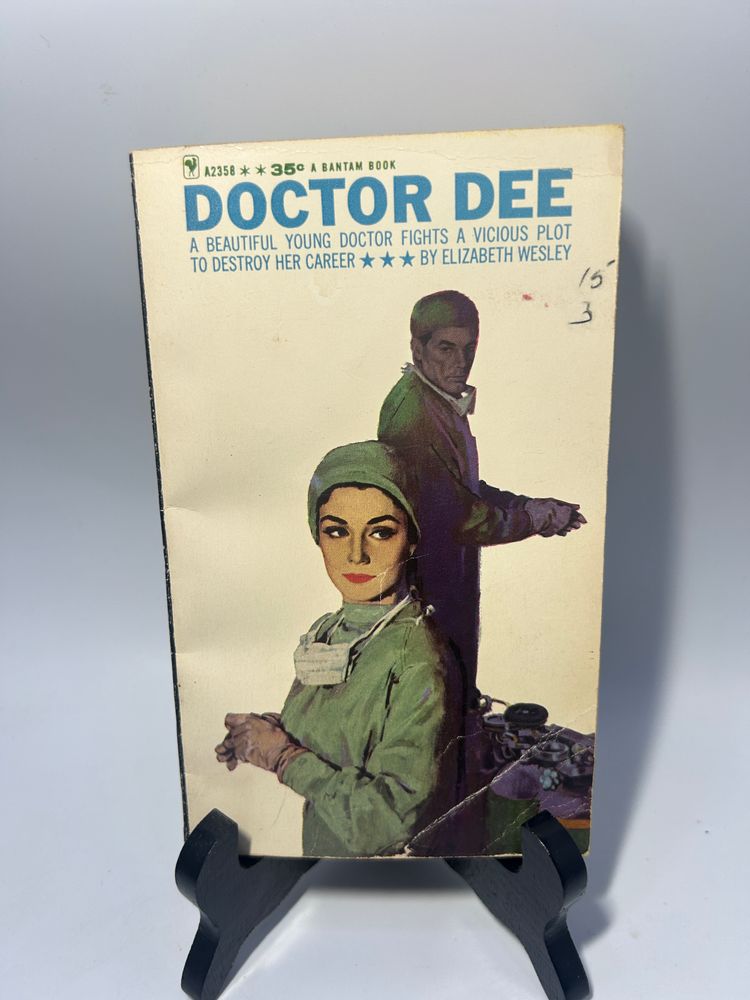 A2358 ** 35c A BANTAM BOOK
DOCTOR DEE
A BEAUTIFUL YOUNG DOCTOR FIGHTS A VICIOUS PLOT
TO DESTROY HER CAREER ★★★ BY ELIZABETH WESLEY
15
3